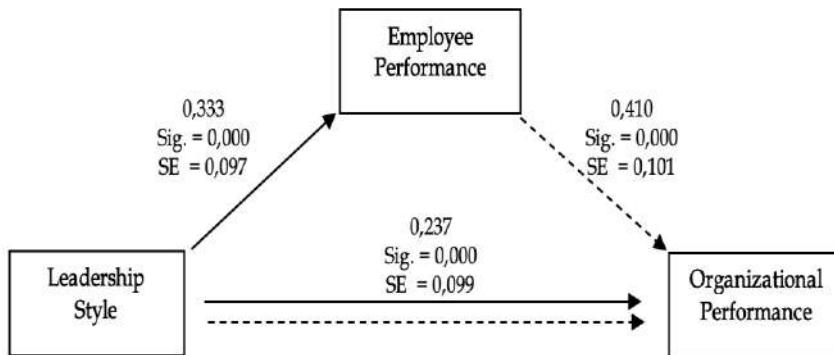 Employee
Performance
0,333
Sig. = 0,000
SE = 0,097
0,410
Sig. = 0,000
SE = 0,101
0,237
Sig. = 0,000
SE = 0,099
Leadership
Style
Organizational
Performance